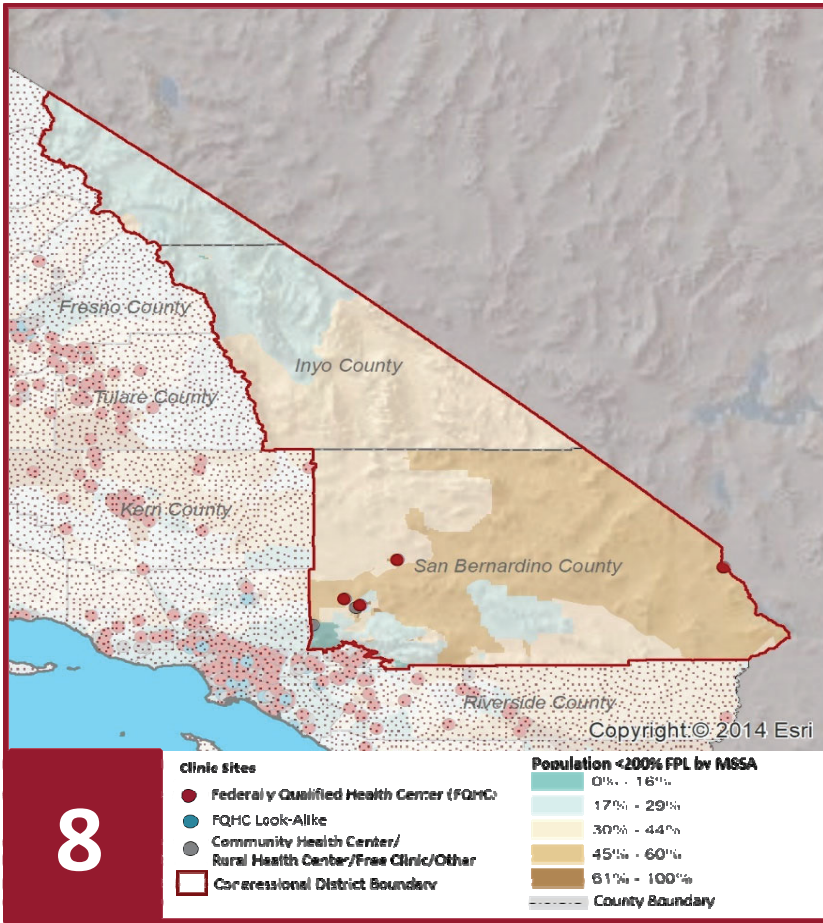 Fresno County
Inyo County
Tulare County
Kern County
San Bernardino County
Riverside County
Copyright:© 2014 Esri
8
Clinic Sites
Federally Qualified Health Center (FQHC)
FQHC Look-Alike
Community Health Center/
Rural Health Center/Free Clinic/Other
Congressional District Boundary
Population <200% FPL by MSSA
0% - 16%
17% - 29%
30% - 44%
45% - 60%
61% - 100%
County Boundary